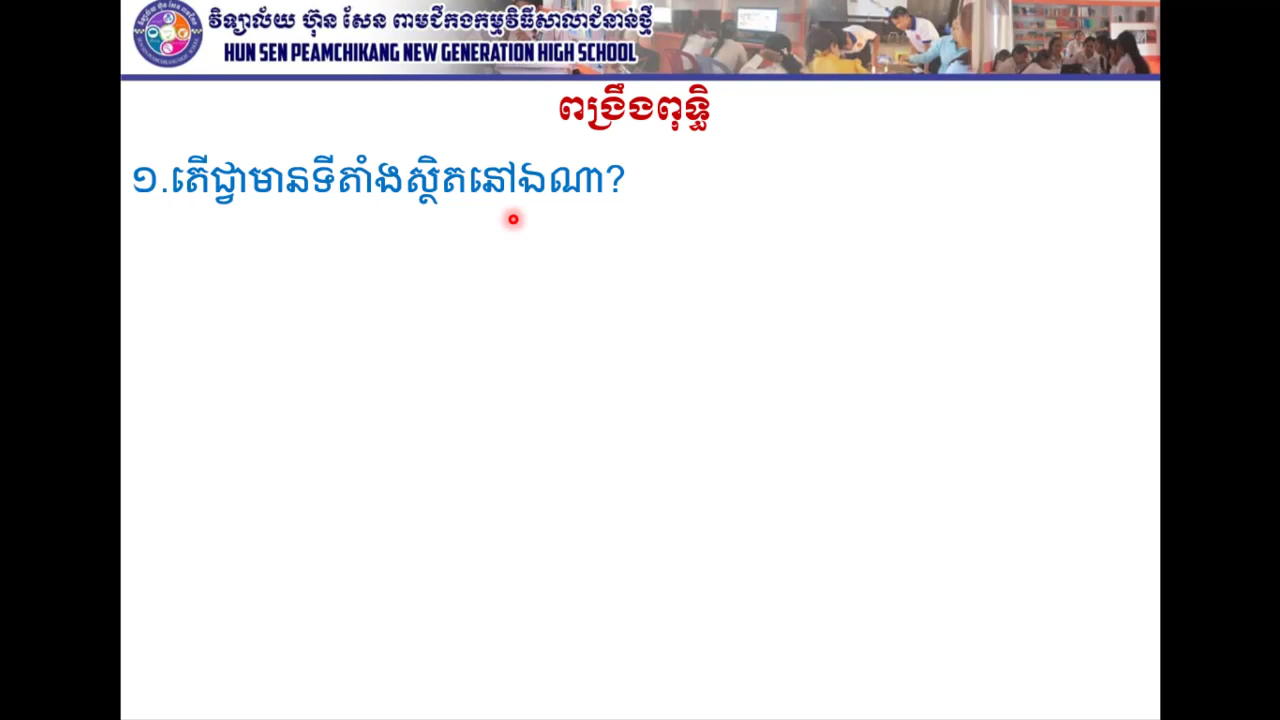 វិទ្យាល័យ ហ៊ុន សែន ពាមជីកងកម្មវិធីសាលាជំនាន់ថ្មី
HUN SEN PEAMCHIKANG NEW GENERATION HIGH SCHOOL
ពង្រឹងពុទ្ធិ
១.តើជ្វាមានទីតាំងស្ថិតនៅឯណា?